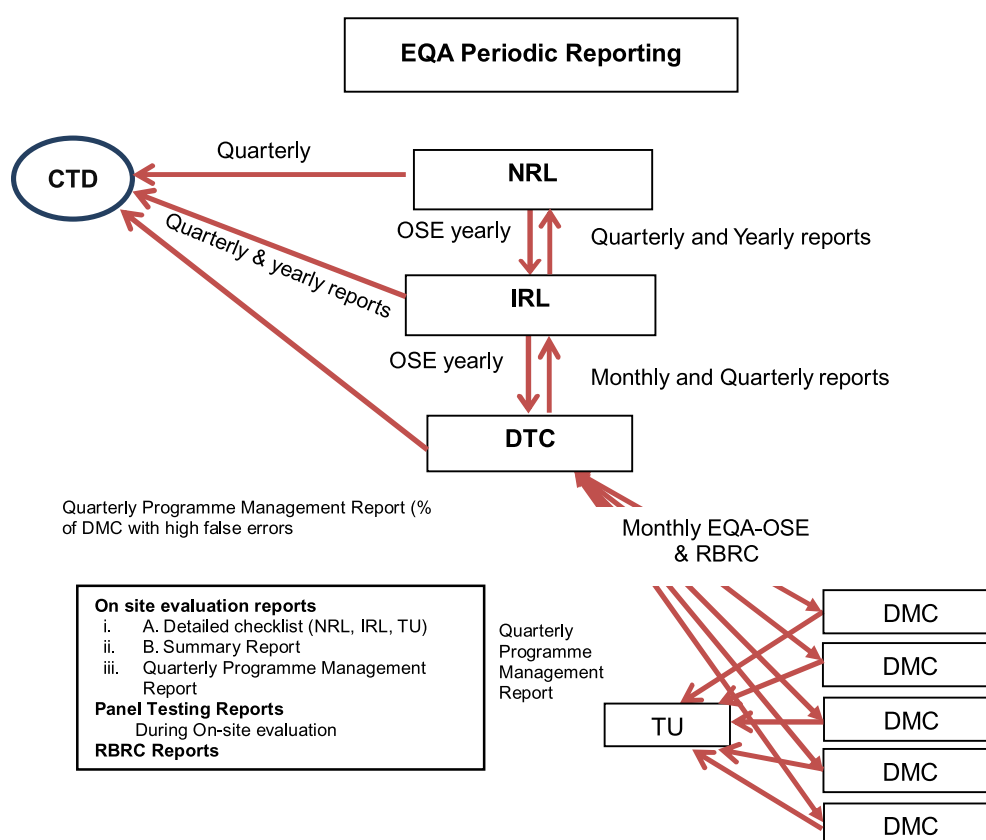 EQA Periodic Reporting
Quarterly
CTD
NRL
OSE yearly
Quarterly and Yearly reports
Quarterly & yearly reports
IRL
OSE yearly
Monthly and Quarterly reports
DTC
Quarterly Programme Management Report (%
of DMC with high false errors
Monthly EQA-OSE
& RBRC
On site evaluation reports
i. A. Detailed checklist (NRL, IRL, TU)
ii. B. Summary Report
iii. Quarterly Programme Management
Report
Panel Testing Reports
During On-site evaluation
RBRC Reports
Quarterly
Programme
Management
Report
TU
DMC
DMC
DMC
DMC
DMC